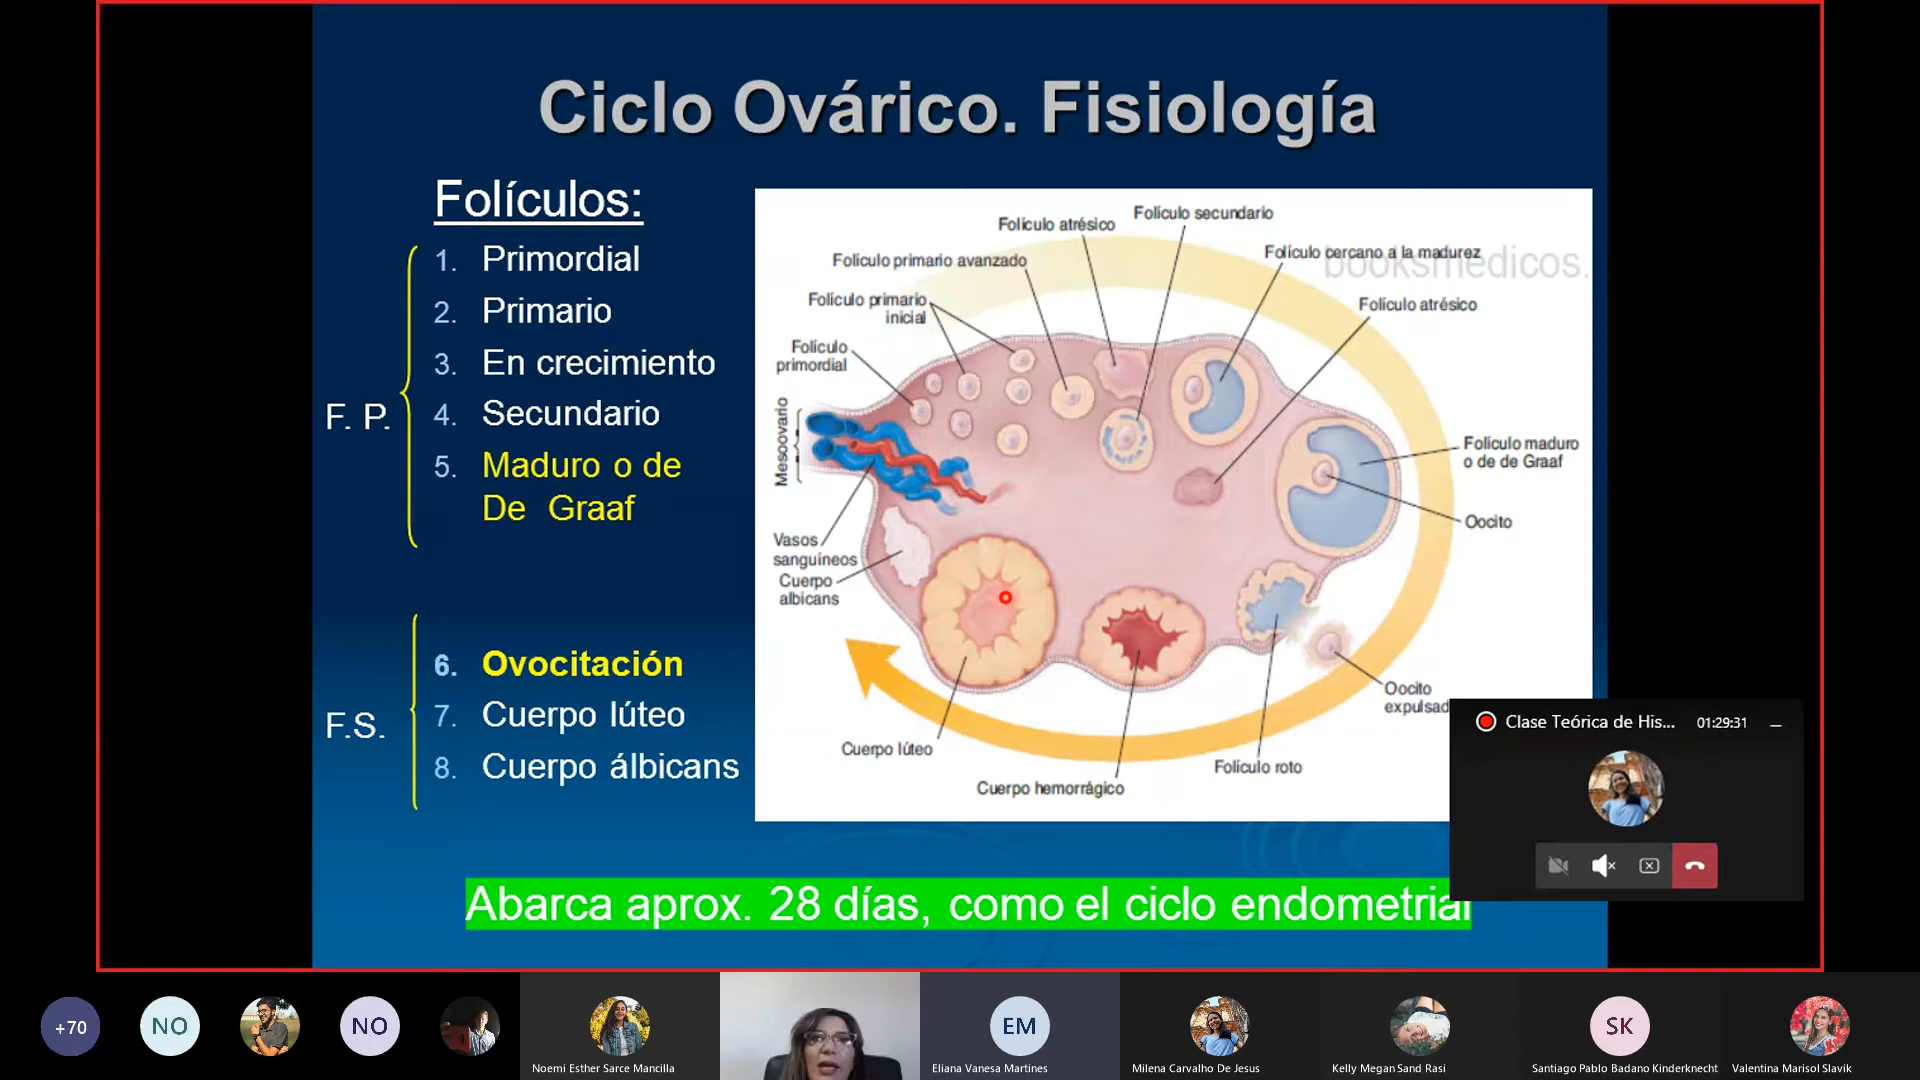 Ciclo Ovárico. Fisiología
Folículos:
1. Primordial
2. Primario
3. En crecimiento
4. Secundario
5. Maduro o de
De Graaf
F. P.
6. Ovocitación
7. Cuerpo lúteo
8. Cuerpo álbicans
F.S.
Folículo atrésico
Folículo secundario
Folículo primario avanzado
Folículo cercano a la madurez
booksmedicos.
Folículo primario
inicial
Folículo atrésico
Folículo
primordial
Mesoovario
Folículo maduro
o de de Graaf
Oocito
Vasos
sanguíneos
Cuerpo
albicans
Oocito
expulsad
Cuerpo lúteo
Folículo roto
Cuerpo hemorrágico
Abarca aprox. 28 días, como el ciclo endometrial
Clase Teórica de His... 01:29:31
+70
NO
NO
EM
SK
Noemi Esther Sarce Mancilla
Eliana Vanesa Martines
Milena Carvalho De Jesus
Kelly Megan Sand Rasi
Santiago Pablo Badano Kinderknecht
Valentina Marisol Slavik